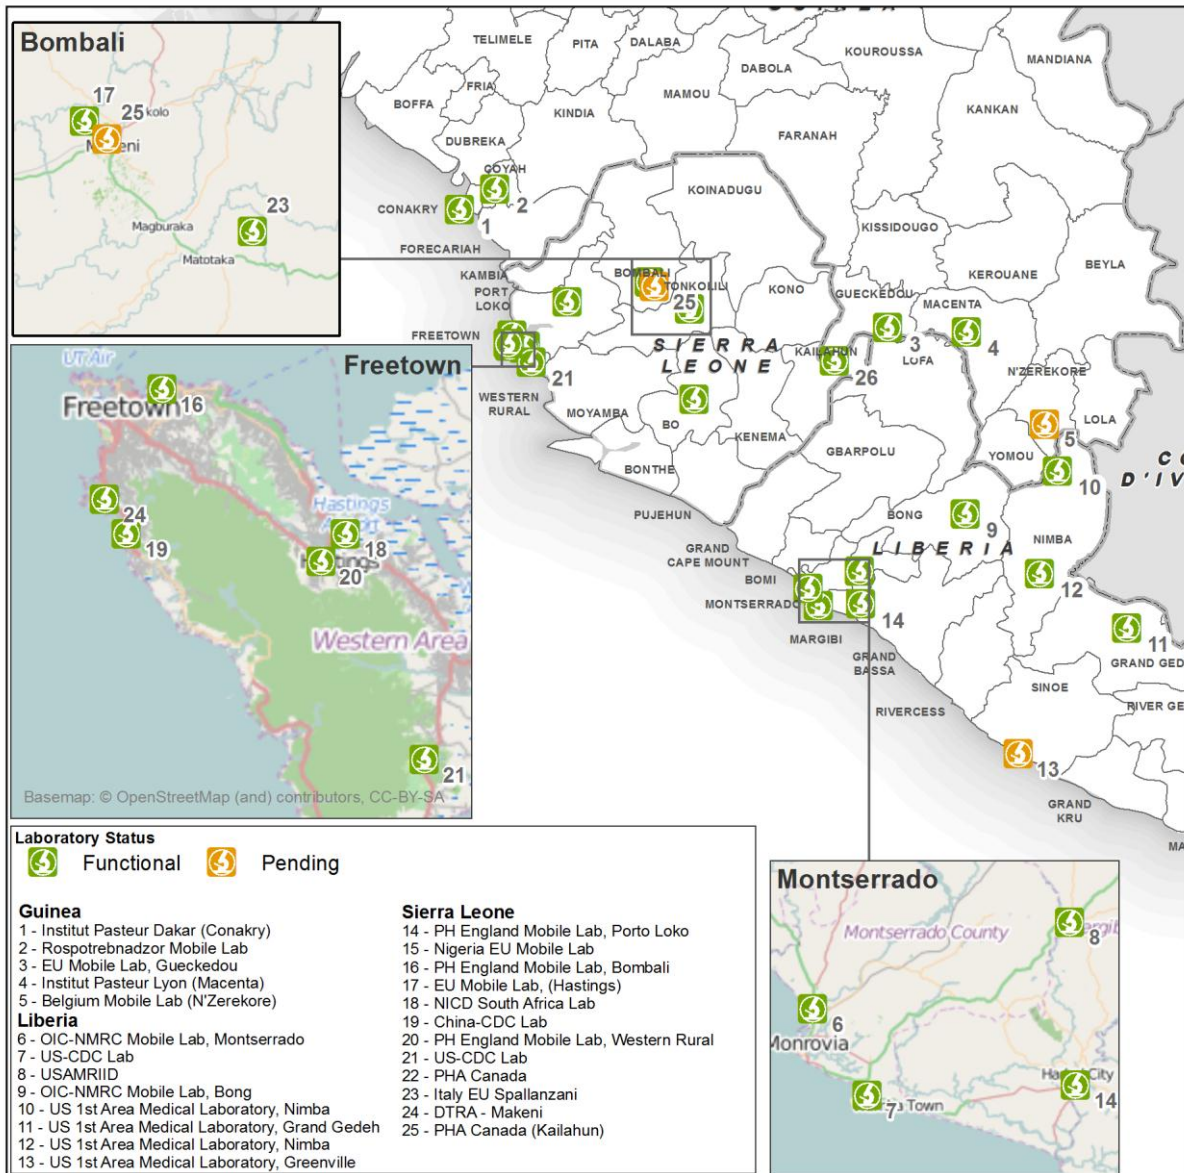 GUINEA
Bombali
17
25
kolo
23
Magburaka
Matotaka
TELIMELE
PITA
DALABA
KOUROUSSA
MANDIANA
DABOLA
BOFFA
FRIA
KINDIA
MAMOU
KANKAN
FARANAH
DUBREKA
COYAH
2
KOINADUGU
CONAKRY
1
KISSIDOUGO
FORECARIAH
BEYLA
KAMBIA
BOMBALI
TONKOLILI
KONO
KEROUANE
GUECKEDOU
MACENTA
PORT
LOKO
25
FREETOWN
SIERRA
LEONE
KAILAHUN
3
LOFA
4
21
26
N'ZEREKORE
WESTERN
RURAL
MOYAMBA
BO
KENEMA
LOLA
5
GBARPOLU
YOMOU
BONTHE
10
D'IV
PUJEHUN
BONG
9
GRAND
CAPE MOUNT
LIBERIA
NIMBA
BOMI
12
MONTSERRADO
14
MARGIBI
11
GRAND
BASSA
GRAND GED
SINOE
RIVERCESS
RIVER GE
13
GRAND
KRU
MA
Freetown
UT Air
Freetown
16
24
19
Hastings
18
20
Western Area
21
Basemap: © OpenStreetMap (and) contributors, CC-BY-SA
Laboratory Status
Functional Pending
Guinea
1 - Institut Pasteur Dakar (Conakry)
2 - Rospotrebnadzor Mobile Lab
3 - EU Mobile Lab, Gueckedou
4 - Institut Pasteur Lyon (Macenta)
5 - Belgium Mobile Lab (N'Zerekore)
Liberia
6 - OIC-NMRC Mobile Lab, Montserrado
7 - US-CDC Lab
8 - USAMRIID
9 - OIC-NMRC Mobile Lab, Bong
10 - US 1st Area Medical Laboratory, Nimba
11 - US 1st Area Medical Laboratory, Grand Gedeh
12 - US 1st Area Medical Laboratory, Nimba
13 - US 1st Area Medical Laboratory, Greenville
Sierra Leone
14 - PH England Mobile Lab, Porto Loko
15 - Nigeria EU Mobile Lab
16 - PH England Mobile Lab, Bombali
17 - EU Mobile Lab, (Hastings)
18 - NICD South Africa Lab
19 - China-CDC Lab
20 - PH England Mobile Lab, Western Rural
21 - US-CDC Lab
22 - PHA Canada
23 - Italy EU Spallanzani
24 - DTRA - Makeni
25 - PHA Canada (Kailahun)
Montserrado
Montserrado County
8
6
Monrovia
7
Town
City
14